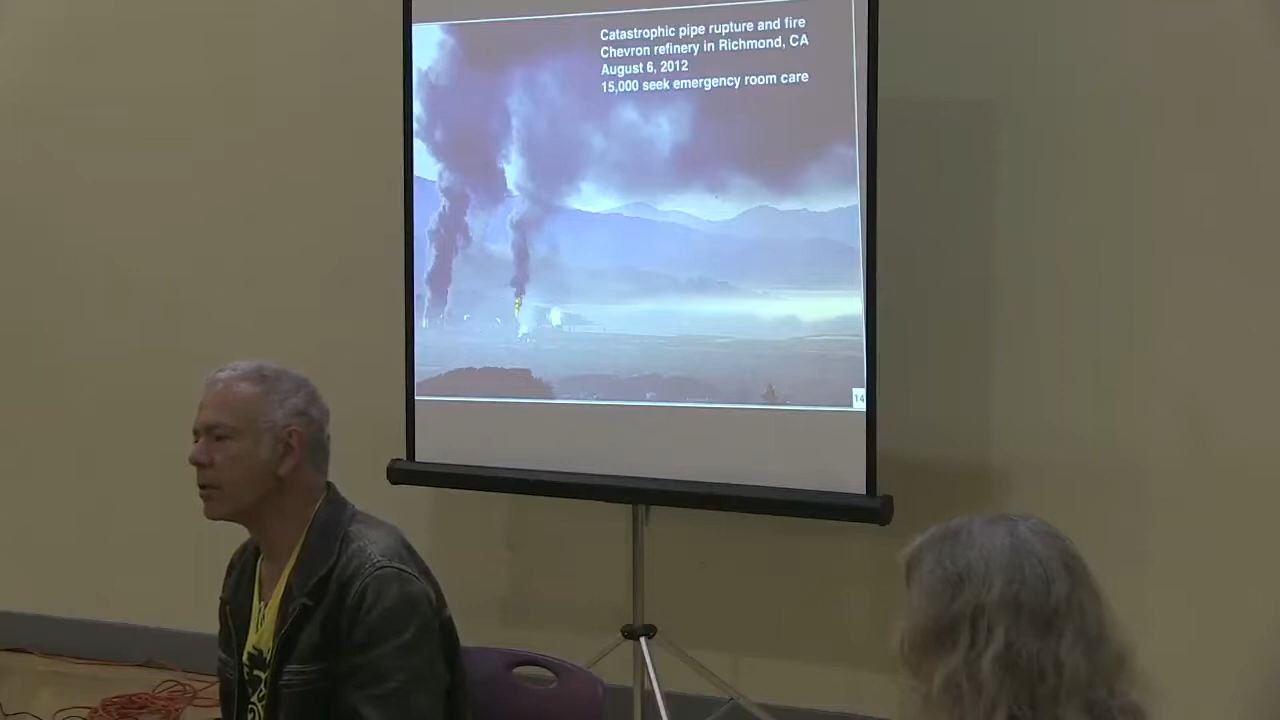 Catastrophic pipe rupture and fire
Chevron refinery in Richmond, CA
August 6, 2012
15,000 seek emergency room care
14